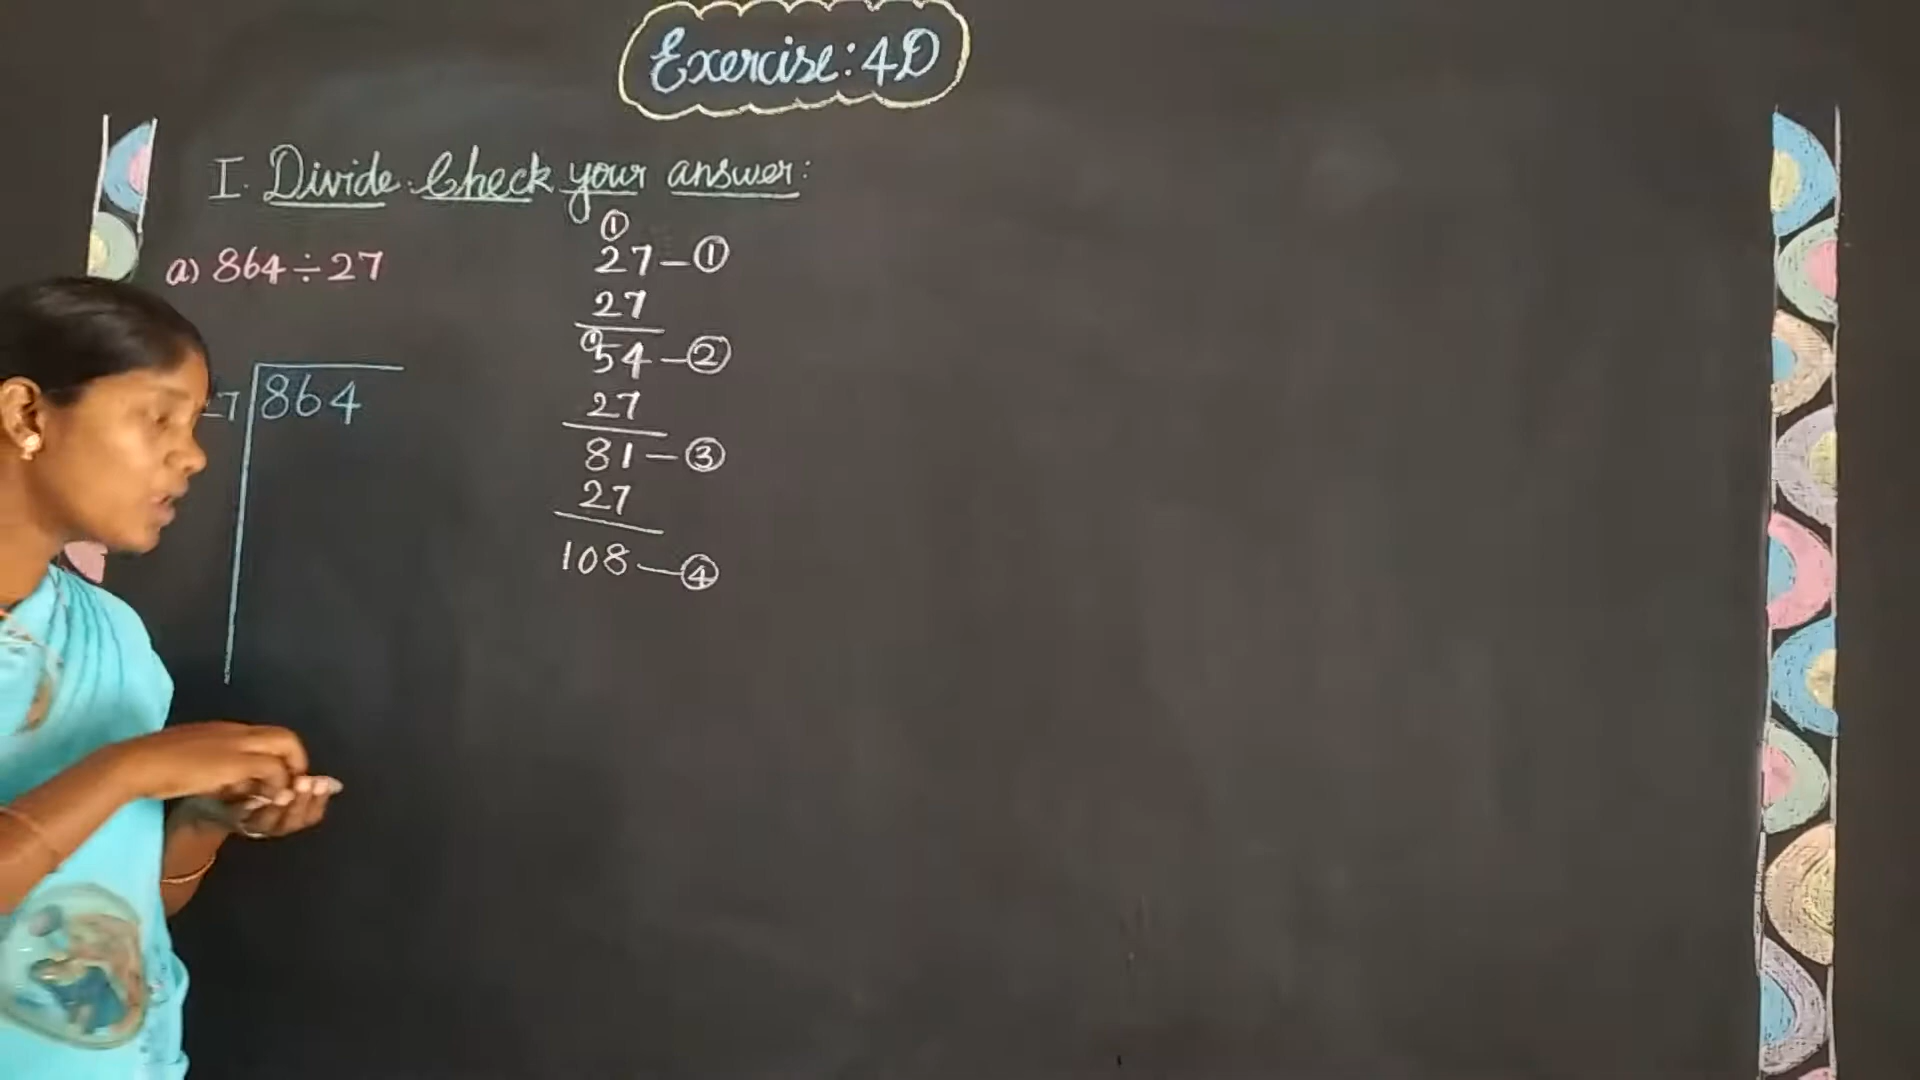 Exercise: 4D
I. Divide. Check your answer:
a) 864 ÷ 27
27 864
①
27 — ①
27
①
54 — ②
27
81 — ③
27
108 — ④